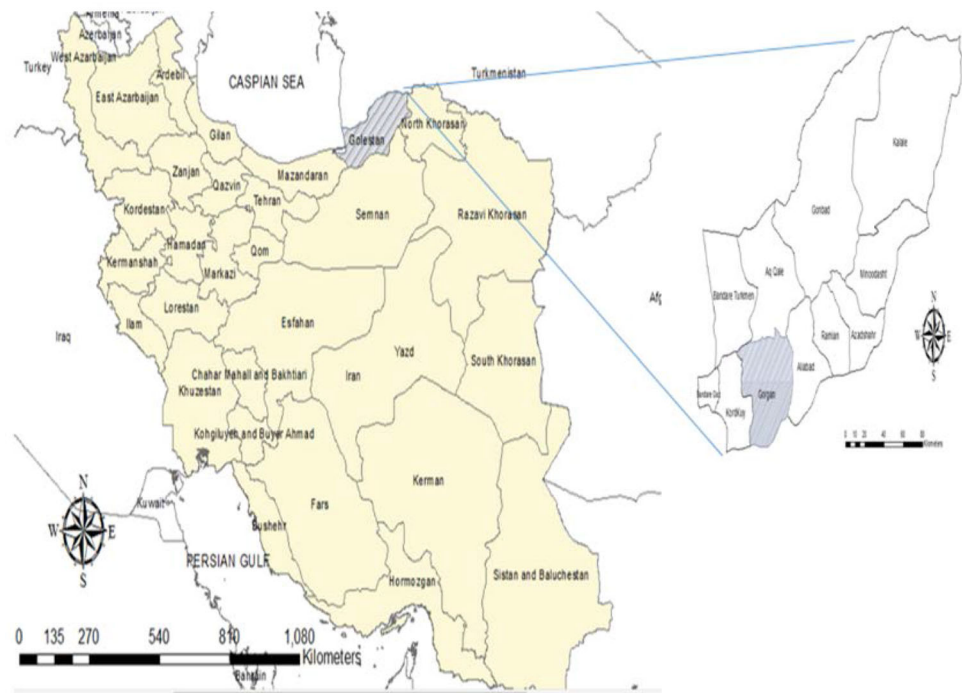 Armenia
Azerbaijan
Azerbaijan
West Azarbaijan
Turkey
Ardebil
East Azarbaijan
CASPIAN SEA
Turkmenistan
Gilan
Golestan
North Khorasan
Zanjan
Qazvin
Mazandaran
Tehran
Kordestan
Semnan
Razavi Khorasan
Hamadan
Qom
Kermanshah
Markazi
Lorestan
Ilam
Esfahan
Iraq
Yazd
South Khorasan
Chahar Mahall and Bakhtiari
Iran
Khuzestan
Kohgiluyeh and Buyer Ahmad
Kerman
Kuwait
Fars
Bushehr
PERSIAN GULF
Hormozgan
Sistan and Baluchestan
N
W E
S
0 135 270 540 810 1,080
Kilometers
Bahrain
Kalale
Gonbad
Aq Qale
Minoodasht
Bandare Turkmen
Ramian
Azadshahr
Aliabad
Gorgan
Bandare Gaz
KordKuy
N
W E
S
Kilometers